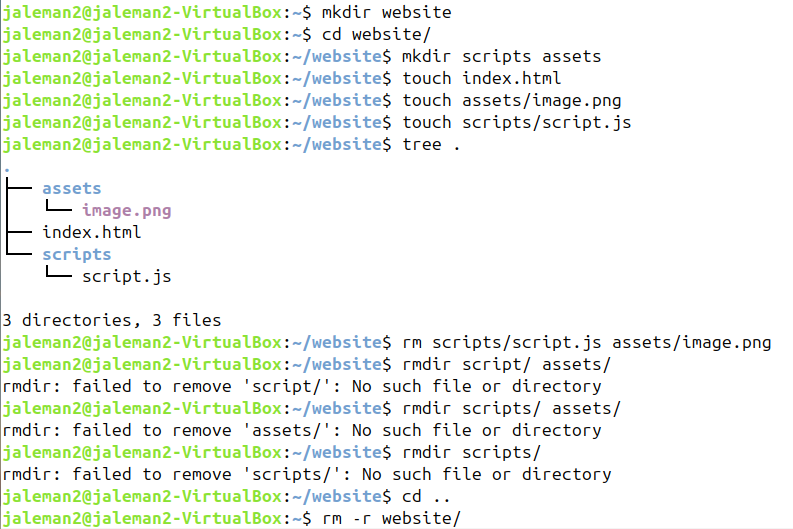 jaleman2@jaleman2-VirtualBox:~$ mkdir website
jaleman2@jaleman2-VirtualBox:~$ cd website/
jaleman2@jaleman2-VirtualBox:~/website$ mkdir scripts assets
jaleman2@jaleman2-VirtualBox:~/website$ touch index.html
jaleman2@jaleman2-VirtualBox:~/website$ touch assets/image.png
jaleman2@jaleman2-VirtualBox:~/website$ touch scripts/script.js
jaleman2@jaleman2-VirtualBox:~/website$ tree .
.
├── assets
│   └── image.png
├── index.html
└── scripts
    └── script.js

3 directories, 3 files
jaleman2@jaleman2-VirtualBox:~/website$ rm scripts/script.js assets/image.png
jaleman2@jaleman2-VirtualBox:~/website$ rmdir script/ assets/
rmdir: failed to remove 'script/': No such file or directory
jaleman2@jaleman2-VirtualBox:~/website$ rmdir scripts/ assets/
rmdir: failed to remove 'assets/': No such file or directory
jaleman2@jaleman2-VirtualBox:~/website$ rmdir scripts/
rmdir: failed to remove 'scripts/': No such file or directory
jaleman2@jaleman2-VirtualBox:~/website$ cd ..
jaleman2@jaleman2-VirtualBox:~$ rm -r website/